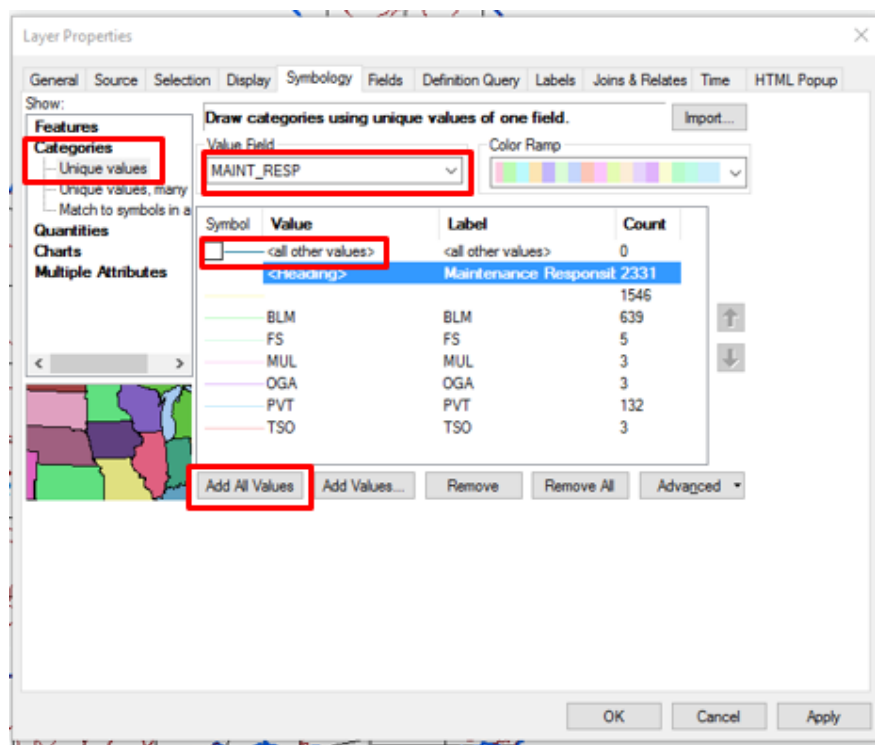 Layer Properties
General Source Selection Display Symbology Fields Definition Query Labels Joins & Relates Time HTML Popup
Show:
Features
Categories
Unique values
Unique values, many
Match to symbols in a
Quantities
Charts
Multiple Attributes
Draw categories using unique values of one field.
Import...
Value Field
Color Ramp
MAINT_RESP
Symbol Value Label Count
<all other values> <all other values> 0
<Heading> Maintenance Responsit 2331
1546
BLM BLM 639
FS FS 5
MUL MUL 3
OGA OGA 3
PVT PVT 132
TSO TSO 3
Add All Values Add Values... Remove Remove All Advanced
OK Cancel Apply